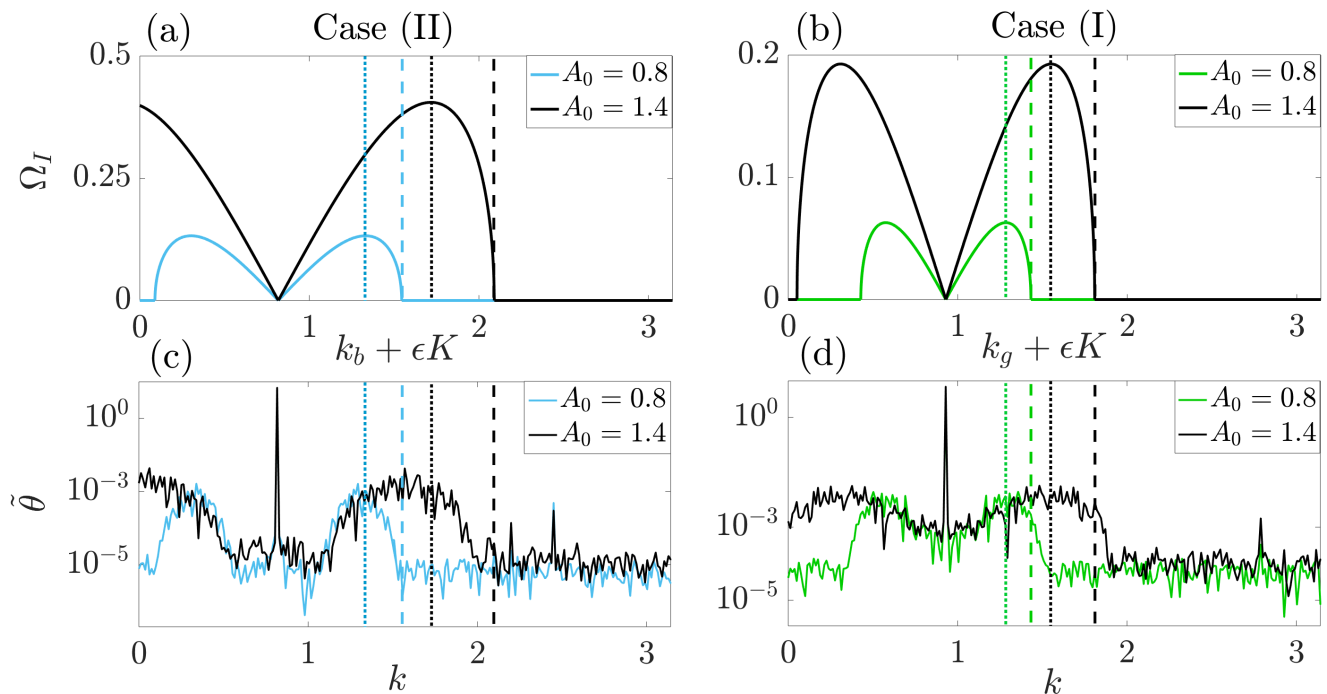 (a) Case (II)
0.5
0.25
0
Ω_I
A_0 = 0.8
A_0 = 1.4
0 1 2 3
k_b + ϵK
(b) Case (I)
0.2
0.1
0
A_0 = 0.8
A_0 = 1.4
0 1 2 3
k_g + ϵK
(c)
10^0
10^{-3}
10^{-5}
θ̃
A_0 = 0.8
A_0 = 1.4
0 1 2 3
k
(d)
10^0
10^{-3}
10^{-5}
A_0 = 0.8
A_0 = 1.4
0 1 2 3
k